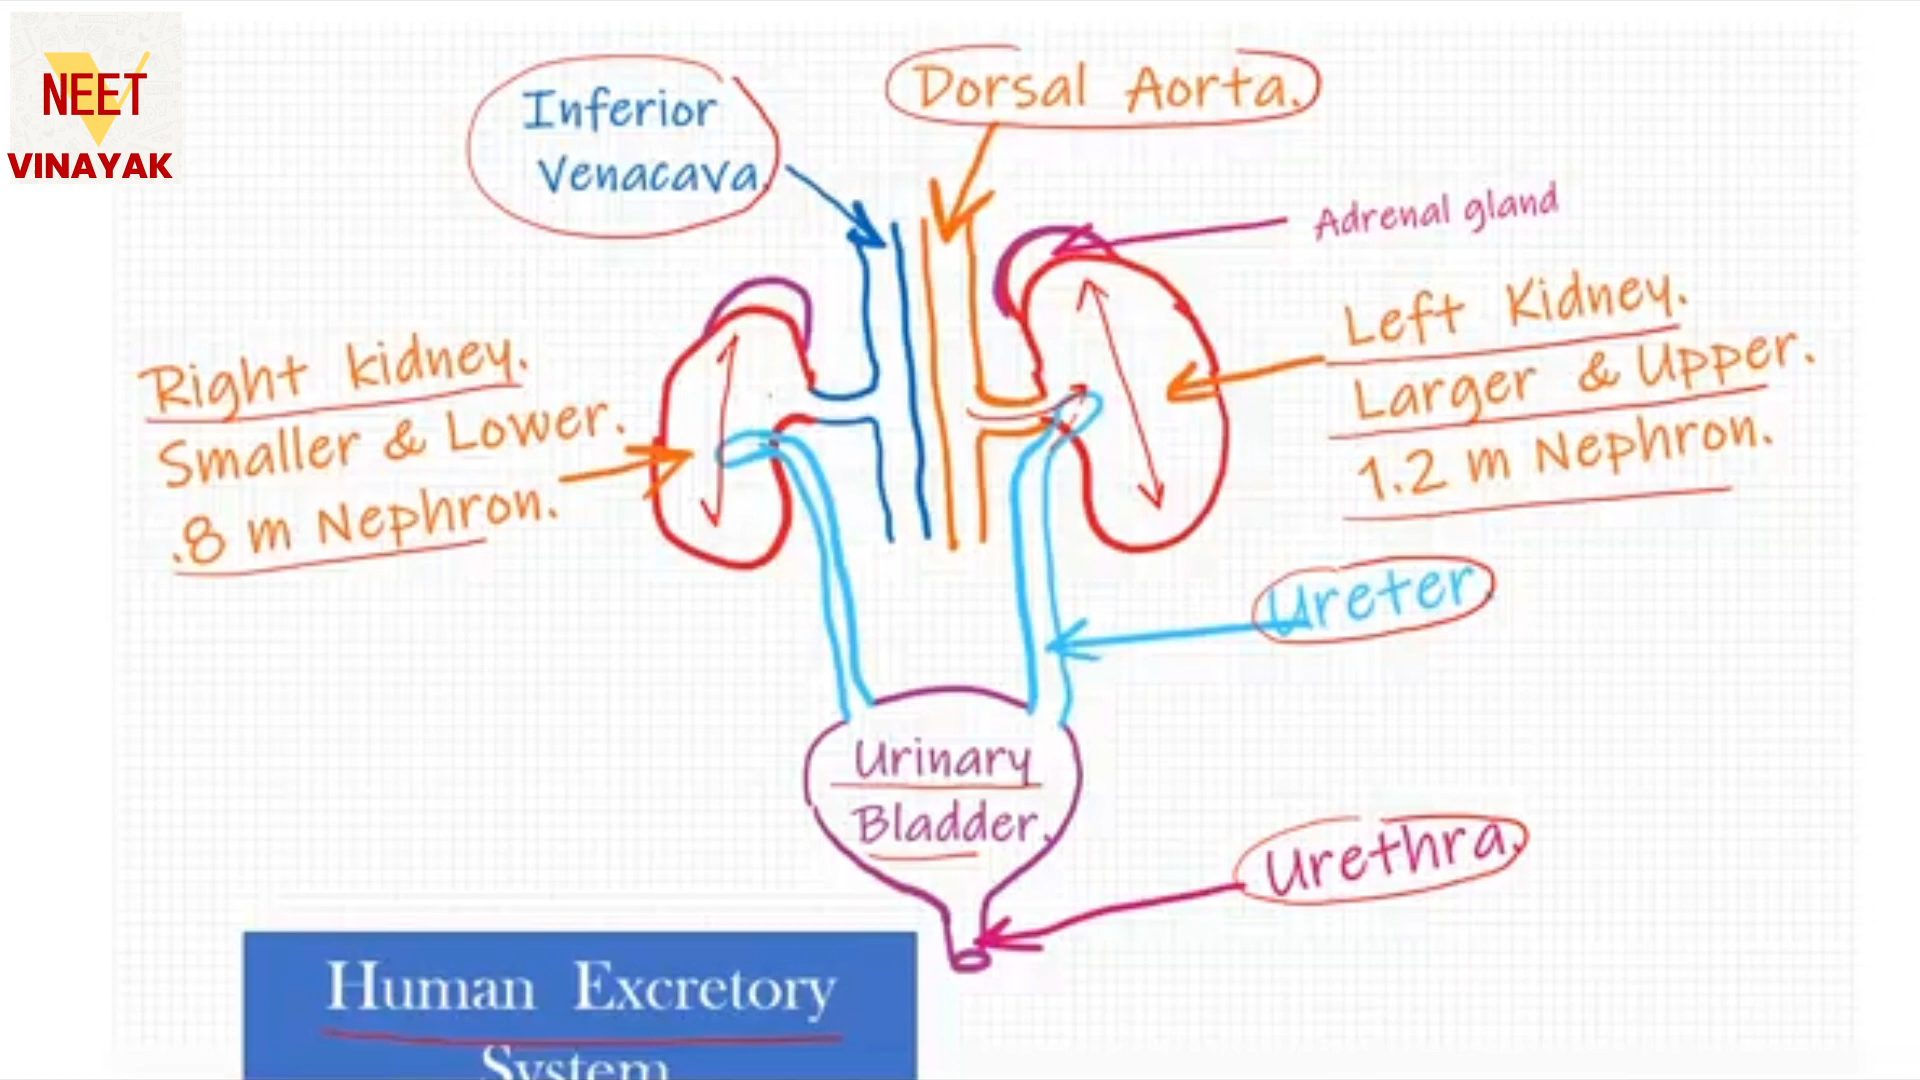 NEET
VINAYAK
Inferior
Venacava.
Dorsal Aorta.
Adrenal gland
Right kidney.
Smaller & Lower.
.8 m Nephron.
Left Kidney.
Larger & Upper.
1.2 m Nephron.
Ureter.
Urinary
Bladder.
Urethra.
Human Excretory
System